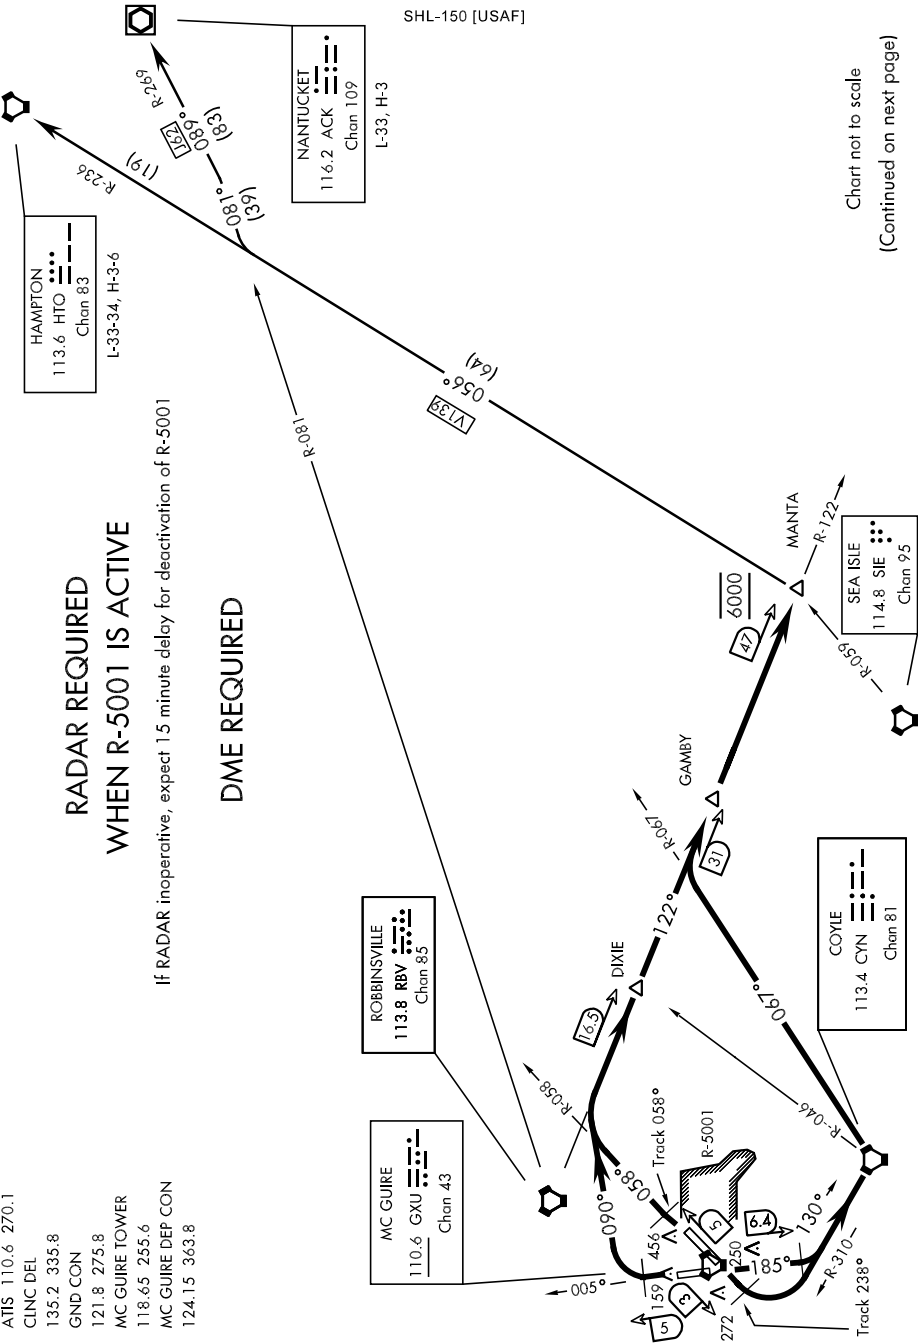 SHL-150 [USAF]
ATIS 110.6 270.1
CLNC DEL
135.2 335.8
GND CON
121.8 275.8
MC GUIRE TOWER
118.65 255.6
MC GUIRE DEP CON
124.15 363.8
RADAR REQUIRED
WHEN R-5001 IS ACTIVE
If RADAR inoperative, expect 15 minute delay for deactivation of R-5001
DME REQUIRED
HAMPTON
113.6 HTO
Chan 83
L-33-34, H-3-6
NANTUCKET
116.2 ACK
Chan 109
L-33, H-3
Chart not to scale
(Continued on next page)
R-236
(19)
R-269
J62
089°
(83)
081°
(39)
V139
056°
(64)
R-081
ROBBINSVILLE
113.8 RBV
Chan 85
MC GUIRE
110.6 GXU
Chan 43
COYLE
113.4 CYN
Chan 81
SEA ISLE
114.8 SIE
Chan 95
R-059
R-122
MANTA
6000
47
GAMBY
31
R-067
122°
DIXIE
16.5
067°
R-046
R-058
Track 058°
R-5001
058°
090°
005°
456
159
5
3
5
6.4
250
272
185°
130°
R-310
Track 238°